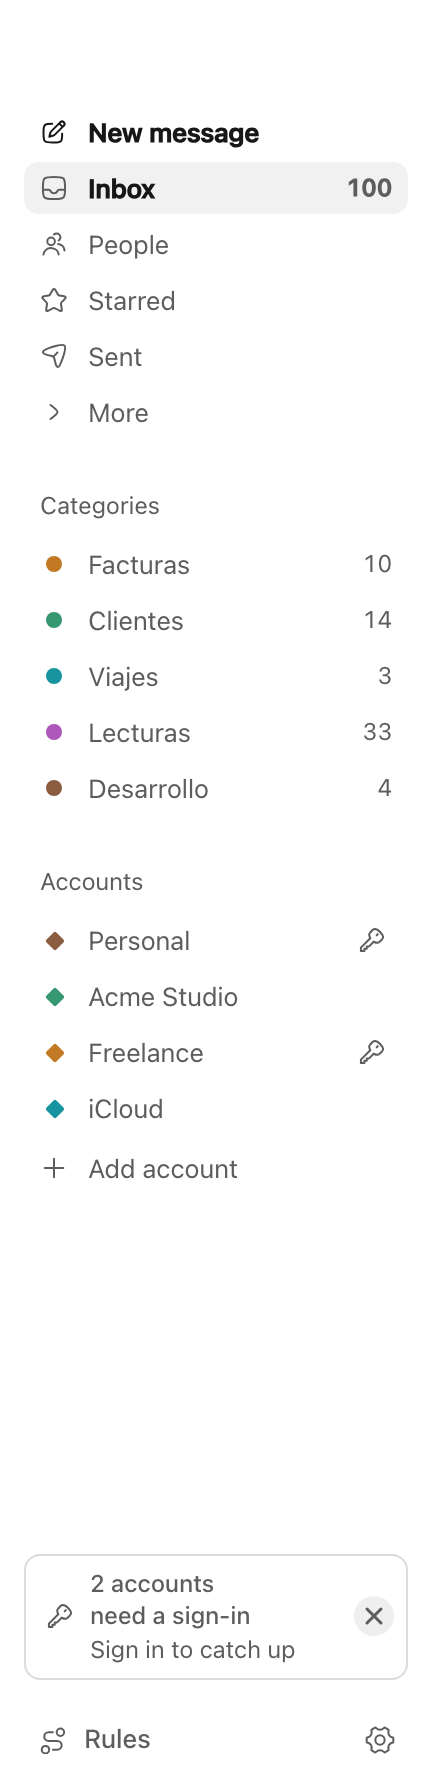 New message
Inbox 100
People
Starred
Sent
More
Categories
Facturas 10
Clientes 14
Viajes 3
Lecturas 33
Desarrollo 4
Accounts
Personal
Acme Studio
Freelance
iCloud
Add account
2 accounts
need a sign-in
Sign in to catch up
Rules